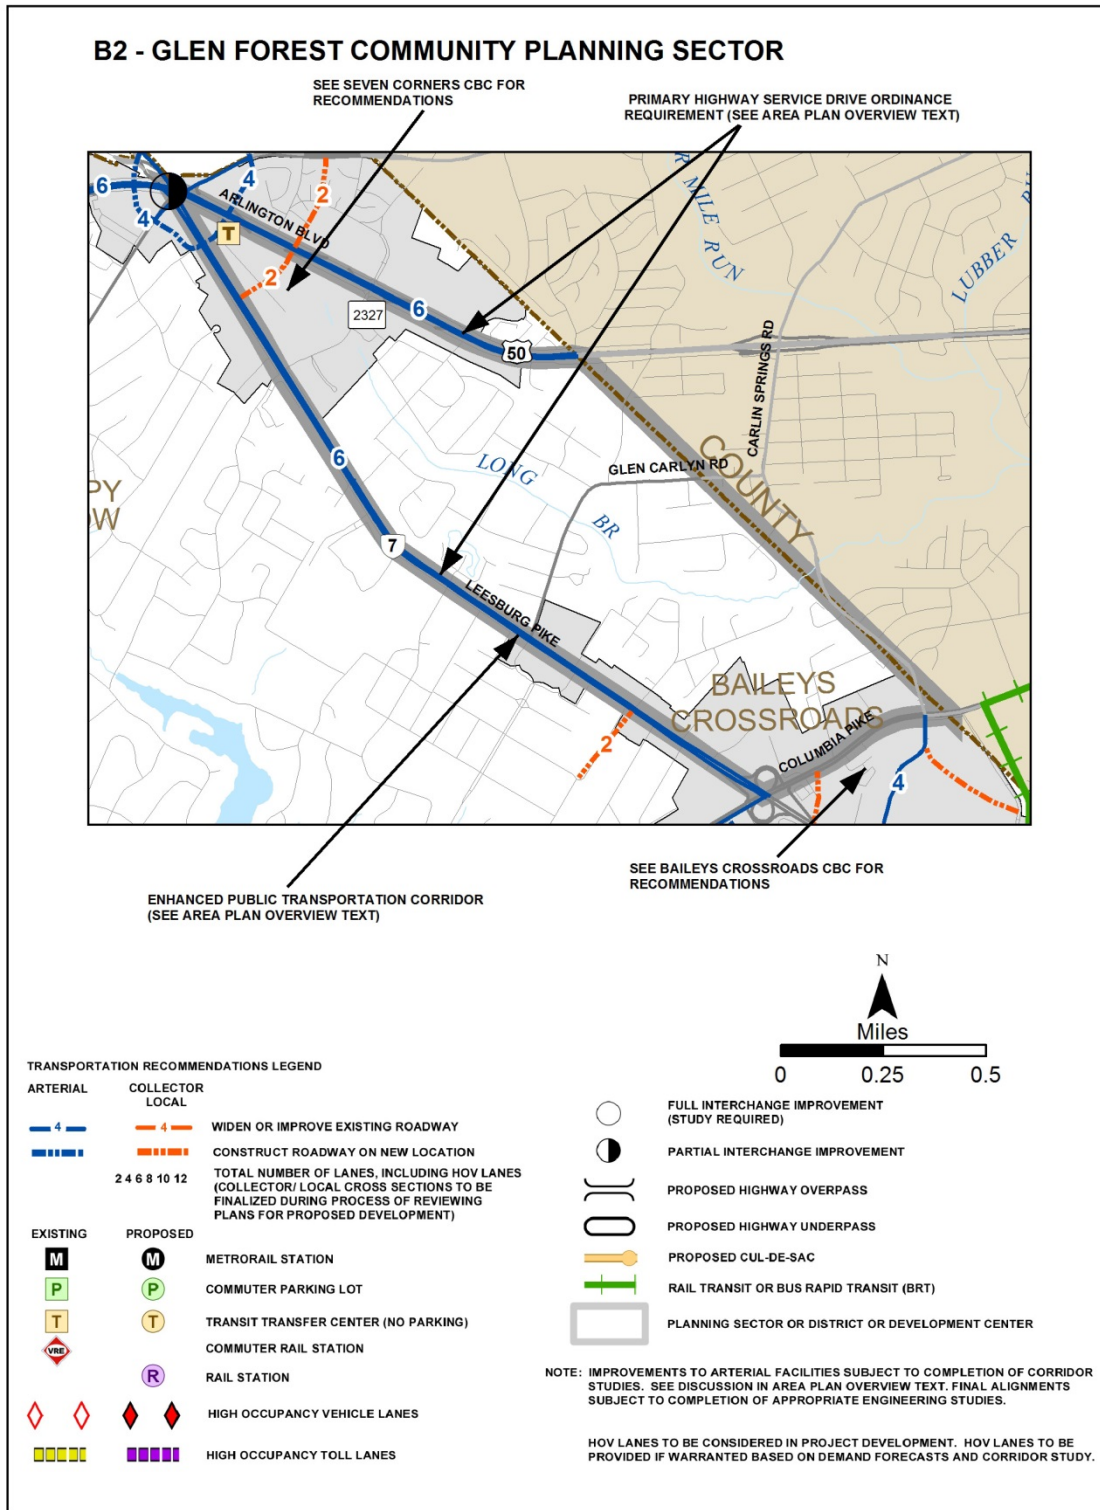 B2 - GLEN FOREST COMMUNITY PLANNING SECTOR
SEE SEVEN CORNERS CBC FOR
RECOMMENDATIONS
PRIMARY HIGHWAY SERVICE DRIVE ORDINANCE
REQUIREMENT (SEE AREA PLAN OVERVIEW TEXT)
6
4
4
2
ARLINGTON BLVD
T
2
6
2327
50
R MILE RUN
LUBBER
RU
CARLIN SPRINGS RD
COUNTY
GLEN CARLYN RD
LONG
BR
6
PY
OW
7
LEESBURG PIKE
BAILEYS
CROSSROADS
COLUMBIA PIKE
2
4
ENHANCED PUBLIC TRANSPORTATION CORRIDOR
(SEE AREA PLAN OVERVIEW TEXT)
SEE BAILEYS CROSSROADS CBC FOR
RECOMMENDATIONS
N
Miles
0 0.25 0.5
TRANSPORTATION RECOMMENDATIONS LEGEND
ARTERIAL COLLECTOR
LOCAL
4 4 WIDEN OR IMPROVE EXISTING ROADWAY
CONSTRUCT ROADWAY ON NEW LOCATION
2 4 6 8 10 12 TOTAL NUMBER OF LANES, INCLUDING HOV LANES
(COLLECTOR/ LOCAL CROSS SECTIONS TO BE
FINALIZED DURING PROCESS OF REVIEWING
PLANS FOR PROPOSED DEVELOPMENT)
EXISTING PROPOSED
M M METRORAIL STATION
P P COMMUTER PARKING LOT
T T TRANSIT TRANSFER CENTER (NO PARKING)
VRE COMMUTER RAIL STATION
R RAIL STATION
HIGH OCCUPANCY VEHICLE LANES
HIGH OCCUPANCY TOLL LANES
FULL INTERCHANGE IMPROVEMENT
(STUDY REQUIRED)
PARTIAL INTERCHANGE IMPROVEMENT
PROPOSED HIGHWAY OVERPASS
PROPOSED HIGHWAY UNDERPASS
PROPOSED CUL-DE-SAC
RAIL TRANSIT OR BUS RAPID TRANSIT (BRT)
PLANNING SECTOR OR DISTRICT OR DEVELOPMENT CENTER
NOTE: IMPROVEMENTS TO ARTERIAL FACILITIES SUBJECT TO COMPLETION OF CORRIDOR
STUDIES. SEE DISCUSSION IN AREA PLAN OVERVIEW TEXT. FINAL ALIGNMENTS
SUBJECT TO COMPLETION OF APPROPRIATE ENGINEERING STUDIES.
HOV LANES TO BE CONSIDERED IN PROJECT DEVELOPMENT. HOV LANES TO BE
PROVIDED IF WARRANTED BASED ON DEMAND FORECASTS AND CORRIDOR STUDY.